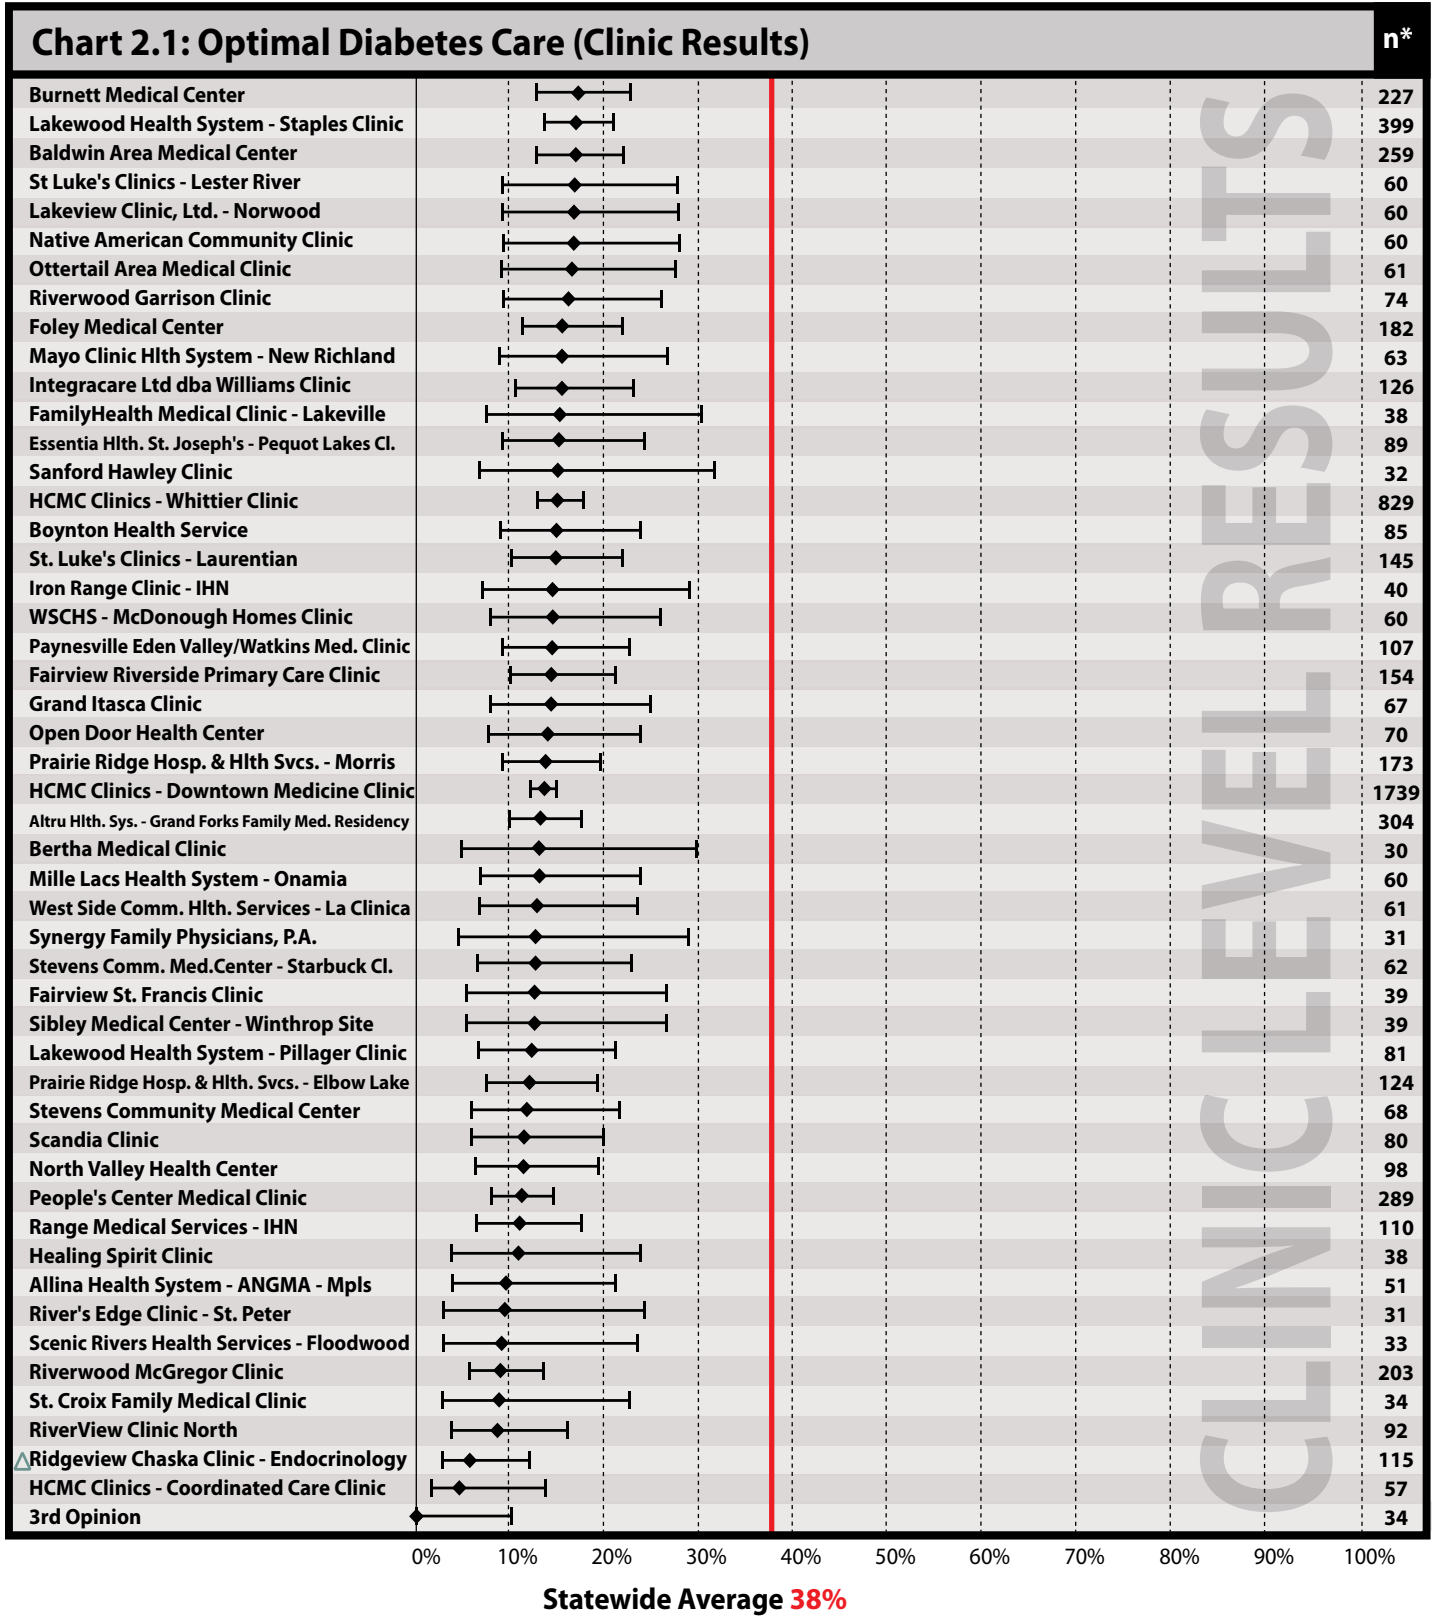 Chart 2.1: Optimal Diabetes Care (Clinic Results) n*
Burnett Medical Center 227
Lakewood Health System - Staples Clinic 399
Baldwin Area Medical Center 259
St Luke's Clinics - Lester River 60
Lakeview Clinic, Ltd. - Norwood 60
Native American Community Clinic 60
Ottertail Area Medical Clinic 61
Riverwood Garrison Clinic 74
Foley Medical Center 182
Mayo Clinic Hlth System - New Richland 63
Integracare Ltd dba Williams Clinic 126
FamilyHealth Medical Clinic - Lakeville 38
Essentia Hlth. St. Joseph's - Pequot Lakes Cl. 89
Sanford Hawley Clinic 32
HCMC Clinics - Whittier Clinic 829
Boynton Health Service 85
St. Luke's Clinics - Laurentian 145
Iron Range Clinic - IHN 40
WSCHS - McDonough Homes Clinic 60
Paynesville Eden Valley/Watkins Med. Clinic 107
Fairview Riverside Primary Care Clinic 154
Grand Itasca Clinic 67
Open Door Health Center 70
Prairie Ridge Hosp. & Hlth Svcs. - Morris 173
HCMC Clinics - Downtown Medicine Clinic 1739
Altru Hlth. Sys. - Grand Forks Family Med. Residency 304
Bertha Medical Clinic 30
Mille Lacs Health System - Onamia 60
West Side Comm. Hlth. Services - La Clinica 61
Synergy Family Physicians, P.A. 31
Stevens Comm. Med.Center - Starbuck Cl. 62
Fairview St. Francis Clinic 39
Sibley Medical Center - Winthrop Site 39
Lakewood Health System - Pillager Clinic 81
Prairie Ridge Hosp. & Hlth. Svcs. - Elbow Lake 124
Stevens Community Medical Center 68
Scandia Clinic 80
North Valley Health Center 98
People's Center Medical Clinic 289
Range Medical Services - IHN 110
Healing Spirit Clinic 38
Allina Health System - ANGMA - Mpls 51
River's Edge Clinic - St. Peter 31
Scenic Rivers Health Services - Floodwood 33
Riverwood McGregor Clinic 203
St. Croix Family Medical Clinic 34
RiverView Clinic North 92
Ridgeview Chaska Clinic - Endocrinology 115
HCMC Clinics - Coordinated Care Clinic 57
3rd Opinion 34
CLINIC LEVEL RESULTS
0% 10% 20% 30% 40% 50% 60% 70% 80% 90% 100%
Statewide Average 38%